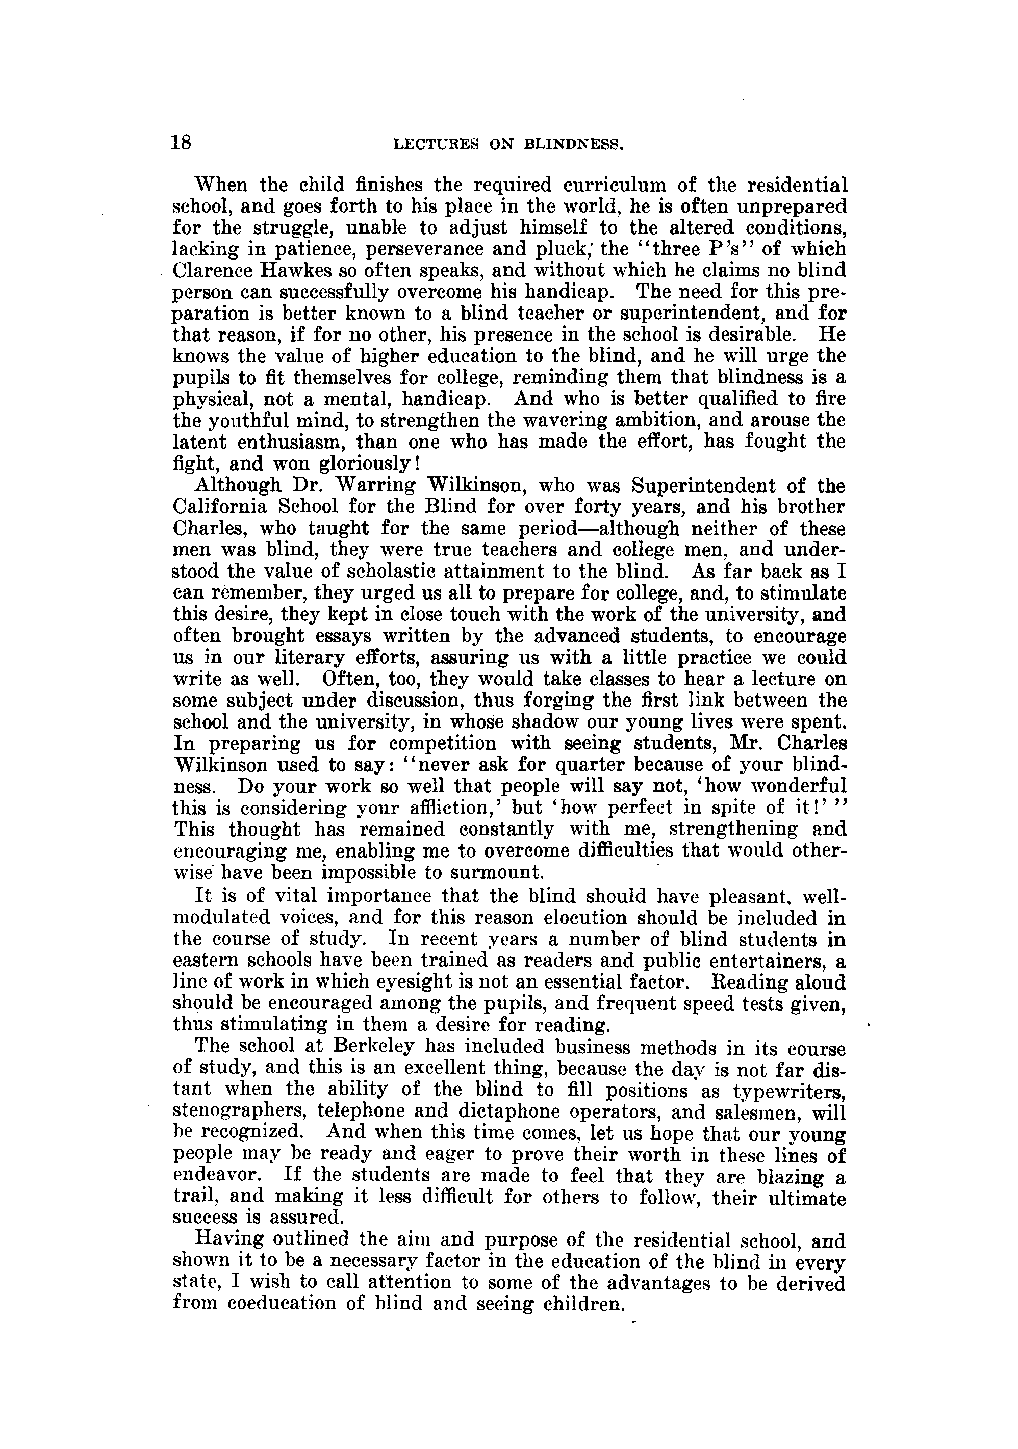 18 LECTURES ON BLINDNESS.
When the child finishes the required curriculum of the residential
school, and goes forth to his place in the world, he is often unprepared
for the struggle, unable to adjust himself to the altered conditions,
lacking in patience, perseverance and pluck; the "three P's" of which
Clarence Hawkes so often speaks, and without which he claims no blind
person can successfully overcome his handicap. The need for this pre-
paration is better known to a blind teacher or superintendent, and for
that reason, if for no other, his presence in the school is desirable. He
knows the value of higher education to the blind, and he will urge the
pupils to fit themselves for college, reminding them that blindness is a
physical, not a mental, handicap. And who is better qualified to fire
the youthful mind, to strengthen the wavering ambition, and arouse the
latent enthusiasm, than one who has made the effort, has fought the
fight, and won gloriously!
Although Dr. Warring Wilkinson, who was Superintendent of the
California School for the Blind for over forty years, and his brother
Charles, who taught for the same period—although neither of these
men was blind, they were true teachers and college men, and under-
stood the value of scholastic attainment to the blind. As far back as I
can remember, they urged us all to prepare for college, and, to stimulate
this desire, they kept in close touch with the work of the university, and
often brought essays written by the advanced students, to encourage
us in our literary efforts, assuring us with a little practice we could
write as well. Often, too, they would take classes to hear a lecture on
some subject under discussion, thus forging the first link between the
school and the university, in whose shadow our young lives were spent.
In preparing us for competition with seeing students, Mr. Charles
Wilkinson used to say: "never ask for quarter because of your blind-
ness. Do your work so well that people will say not, 'how wonderful
this is considering your affliction,' but 'how perfect in spite of it!' "
This thought has remained constantly with me, strengthening and
encouraging me, enabling me to overcome difficulties that would other-
wise have been impossible to surmount.
It is of vital importance that the blind should have pleasant, well-
modulated voices, and for this reason elocution should be included in
the course of study. In recent years a number of blind students in
eastern schools have been trained as readers and public entertainers, a
line of work in which eyesight is not an essential factor. Reading aloud
should be encouraged among the pupils, and frequent speed tests given,
thus stimulating in them a desire for reading.
The school at Berkeley has included business methods in its course
of study, and this is an excellent thing, because the day is not far dis-
tant when the ability of the blind to fill positions as typewriters,
stenographers, telephone and dictaphone operators, and salesmen, will
be recognized. And when this time comes, let us hope that our young
people may be ready and eager to prove their worth in these lines of
endeavor. If the students are made to feel that they are blazing a
trail, and making it less difficult for others to follow, their ultimate
success is assured.
Having outlined the aim and purpose of the residential school, and
shown it to be a necessary factor in the education of the blind in every
state, I wish to call attention to some of the advantages to be derived
from coeducation of blind and seeing children.